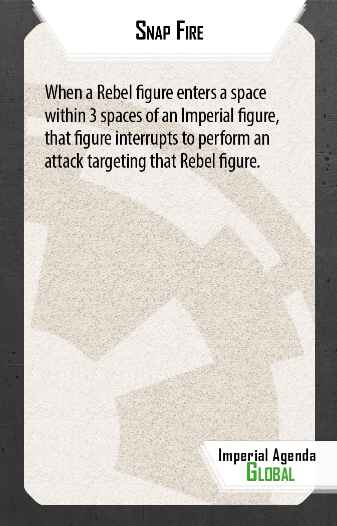 Snap Fire
When a Rebel figure enters a space
within 3 spaces of an Imperial figure,
that figure interrupts to perform an
attack targeting that Rebel figure.
Imperial Agenda
Global